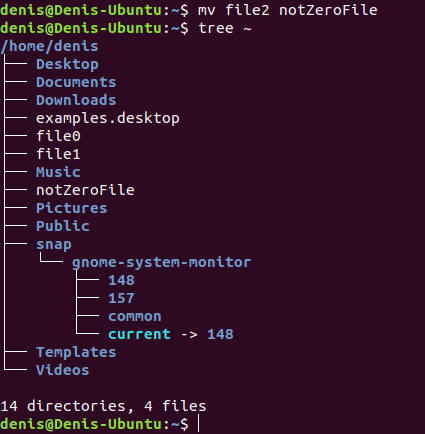 denis@Denis-Ubuntu:~$ mv file2 notZeroFile
denis@Denis-Ubuntu:~$ tree ~
/home/denis
├── Desktop
├── Documents
├── Downloads
├── examples.desktop
├── file0
├── file1
├── Music
├── notZeroFile
├── Pictures
├── Public
├── snap
│   └── gnome-system-monitor
│       ├── 148
│       ├── 157
│       ├── common
│       └── current -> 148
├── Templates
└── Videos

14 directories, 4 files
denis@Denis-Ubuntu:~$